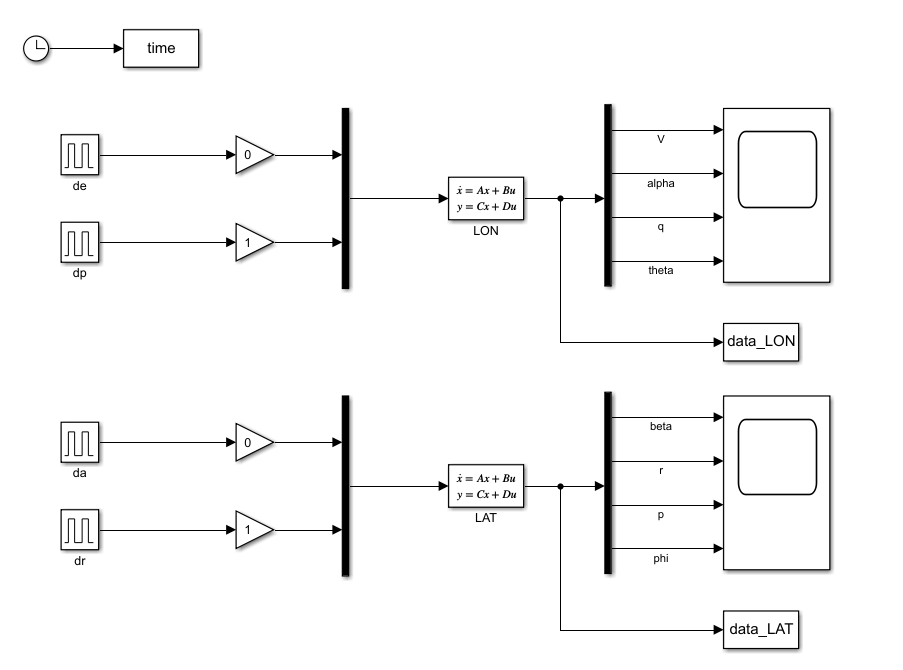 time
0
V
de
ẋ = Ax + Bu
y = Cx + Du
alpha
LON
q
1
dp
theta
data_LON
0
beta
da
ẋ = Ax + Bu
y = Cx + Du
r
LAT
p
1
dr
phi
data_LAT